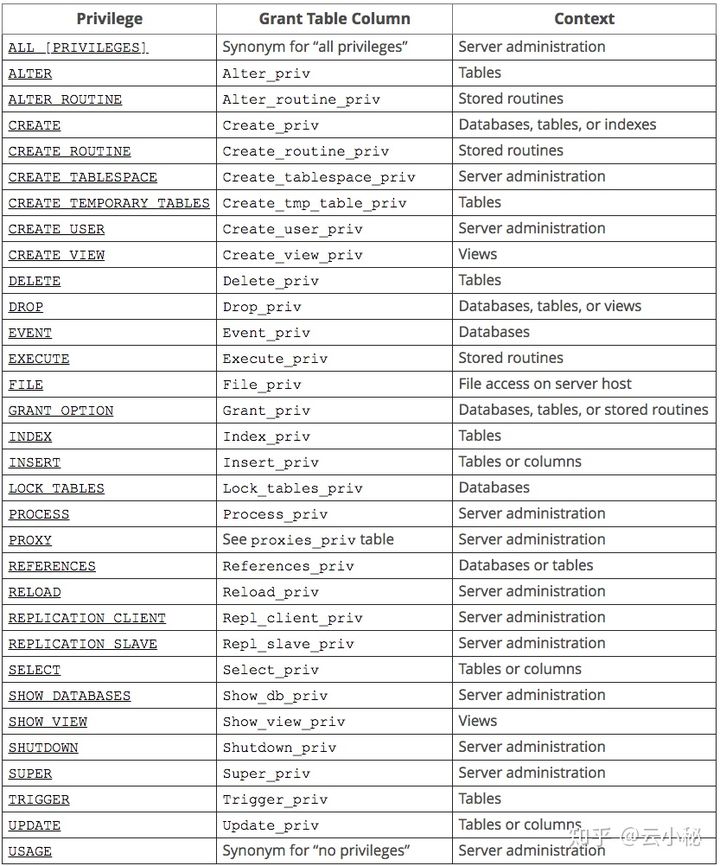 Privilege Grant Table Column Context
ALL [PRIVILEGES] Synonym for “all privileges” Server administration
ALTER Alter_priv Tables
ALTER ROUTINE Alter_routine_priv Stored routines
CREATE Create_priv Databases, tables, or indexes
CREATE ROUTINE Create_routine_priv Stored routines
CREATE TABLESPACE Create_tablespace_priv Server administration
CREATE TEMPORARY TABLES Create_tmp_table_priv Tables
CREATE USER Create_user_priv Server administration
CREATE VIEW Create_view_priv Views
DELETE Delete_priv Tables
DROP Drop_priv Databases, tables, or views
EVENT Event_priv Databases
EXECUTE Execute_priv Stored routines
FILE File_priv File access on server host
GRANT OPTION Grant_priv Databases, tables, or stored routines
INDEX Index_priv Tables
INSERT Insert_priv Tables or columns
LOCK TABLES Lock_tables_priv Databases
PROCESS Process_priv Server administration
PROXY See proxies_priv table Server administration
REFERENCES References_priv Databases or tables
RELOAD Reload_priv Server administration
REPLICATION CLIENT Repl_client_priv Server administration
REPLICATION SLAVE Repl_slave_priv Server administration
SELECT Select_priv Tables or columns
SHOW DATABASES Show_db_priv Server administration
SHOW VIEW Show_view_priv Views
SHUTDOWN Shutdown_priv Server administration
SUPER Super_priv Server administration
TRIGGER Trigger_priv Tables
UPDATE Update_priv Tables or columns
USAGE Synonym for “no privileges” Server administration
知乎 @云小秘